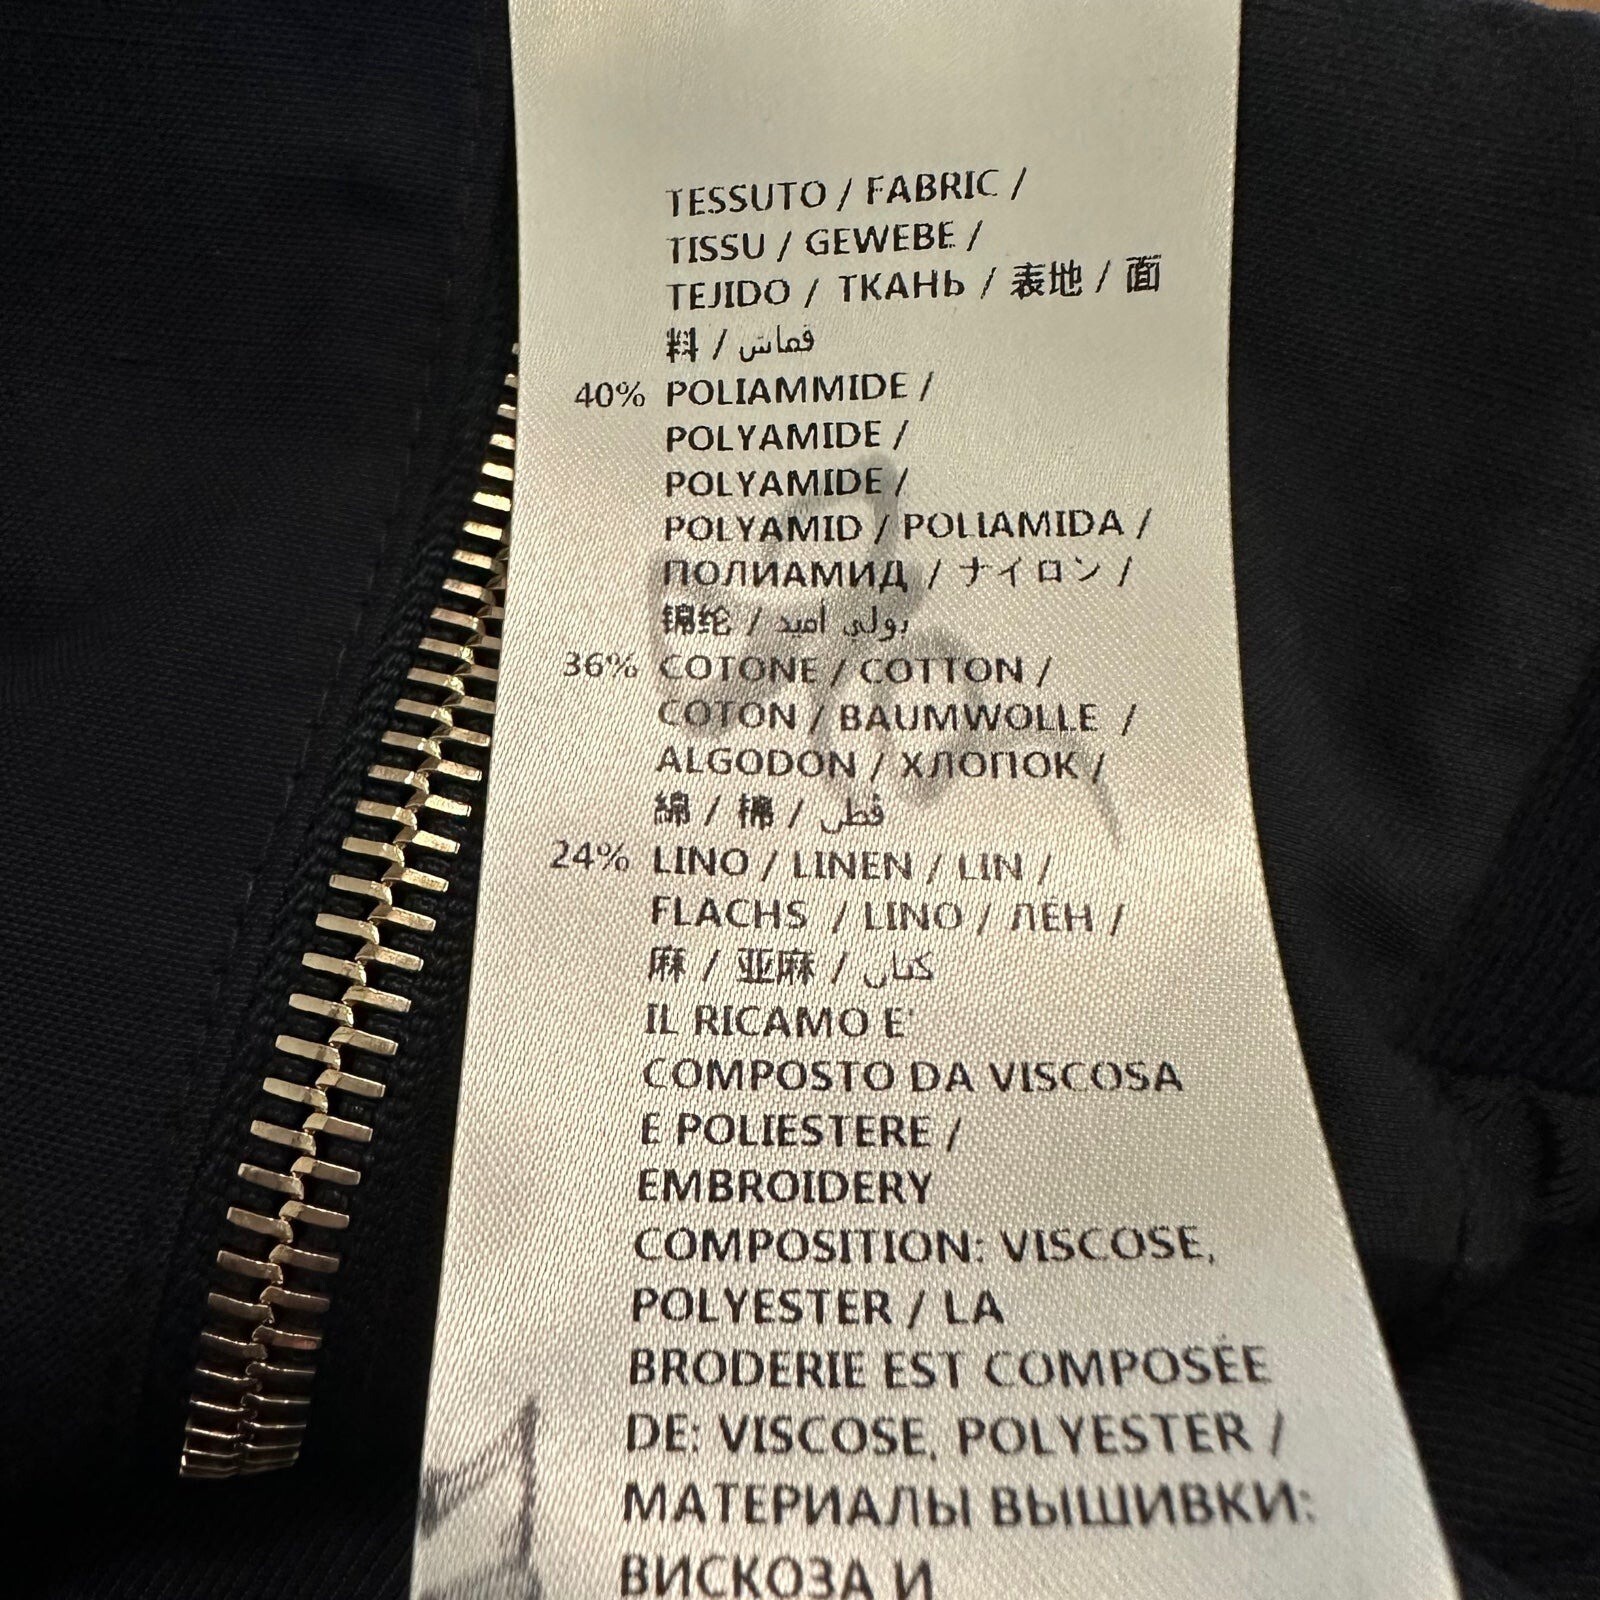 TESSUTO / FABRIC /
TISSU / GEWEBE /
TEJIDO / ТКАНЬ / 表地 / 面
料 / قماش
40% POLIAMMIDE /
POLYAMIDE /
POLYAMIDE /
POLYAMID / POLIAMIDA /
ПОЛИАМИД / ナイロン /
锦纶 / بولي اميد
36% COTONE / COTTON /
COTON / BAUMWOLLE /
ALGODÓN / ХЛОПОК /
綿 / 棉 / قطن
24% LINO / LINEN / LIN /
FLACHS / LINO / ЛЁН /
麻 / 亚麻 / كتان
IL RICAMO E'
COMPOSTO DA VISCOSA
E POLIESTERE /
EMBROIDERY
COMPOSITION: VISCOSE,
POLYESTER / LA
BRODERIE EST COMPOSÉE
DE: VISCOSE, POLYESTER /
МАТЕРИАЛЫ ВЫШИВКИ:
ВИСКОЗА И